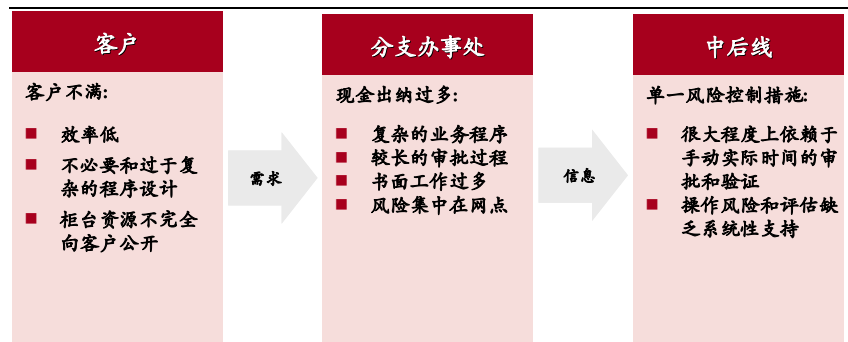 客户
客户不满:
效率低
不必要和过于复
杂的程序设计
柜台资源不完全
向客户公开
需求
分支办事处
现金出纳过多:
复杂的业务程序
较长的审批过程
书面工作过多
风险集中在网点
信息
中后线
单一风险控制措施:
很大程度上依赖于
手动实际时间的审
批和验证
操作风险和评估缺
乏系统性支持